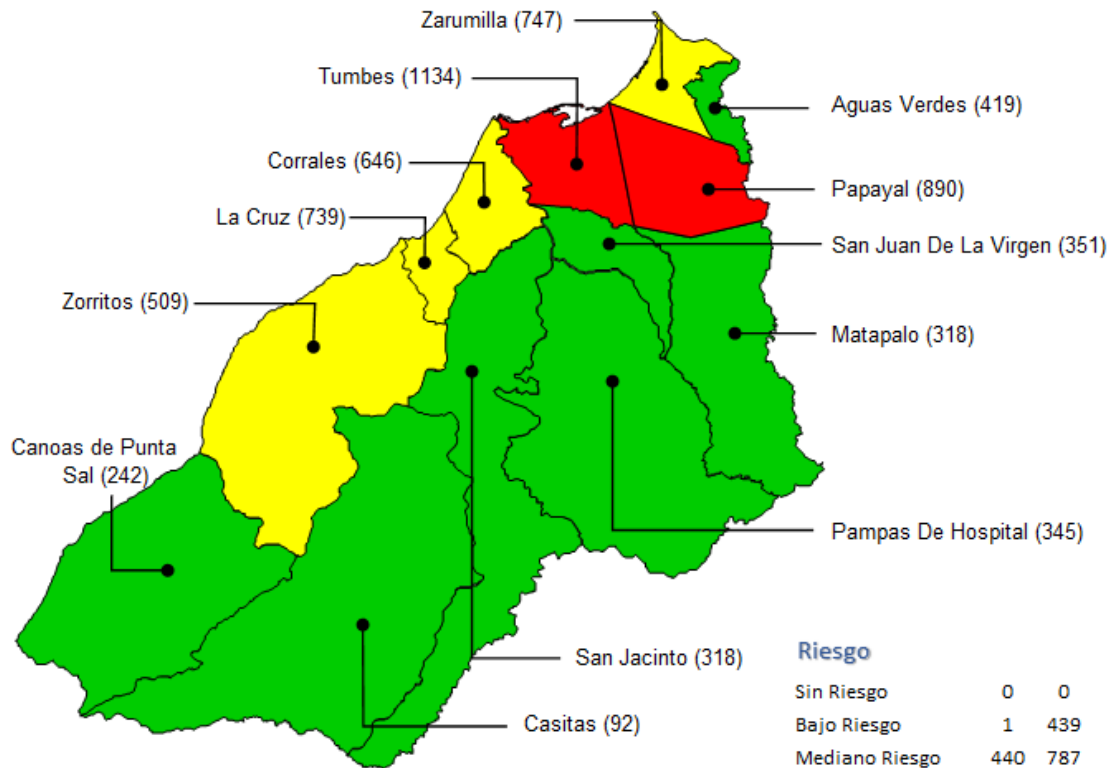 Zarumilla (747)
Tumbes (1134)
Aguas Verdes (419)
Corrales (646)
Papayal (890)
La Cruz (739)
San Juan De La Virgen (351)
Zorritos (509)
Matapalo (318)
Canoas de Punta
Sal (242)
Pampas De Hospital (345)
San Jacinto (318)
Casitas (92)
Riesgo
Sin Riesgo 0 0
Bajo Riesgo 1 439
Mediano Riesgo 440 787